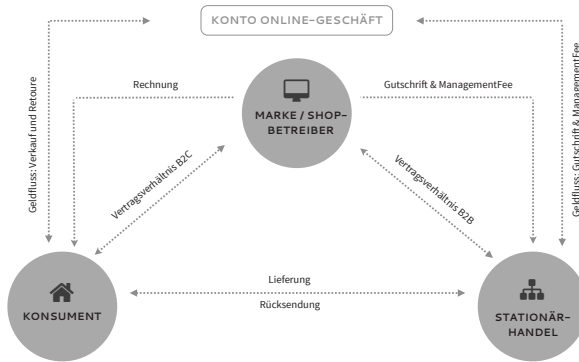 KONTO ONLINE-GESCHÄFT
Rechnung
Gutschrift & ManagementFee
MARKE / SHOP-
BETREIBER
Geldfluss: Verkauf und Retoure
Vertragsverhältnis B2C
Vertragsverhältnis B2B
Geldfluss: Gutschrift & ManagementFee
Lieferung
Rücksendung
KONSUMENT
STATIONÄR-
HANDEL